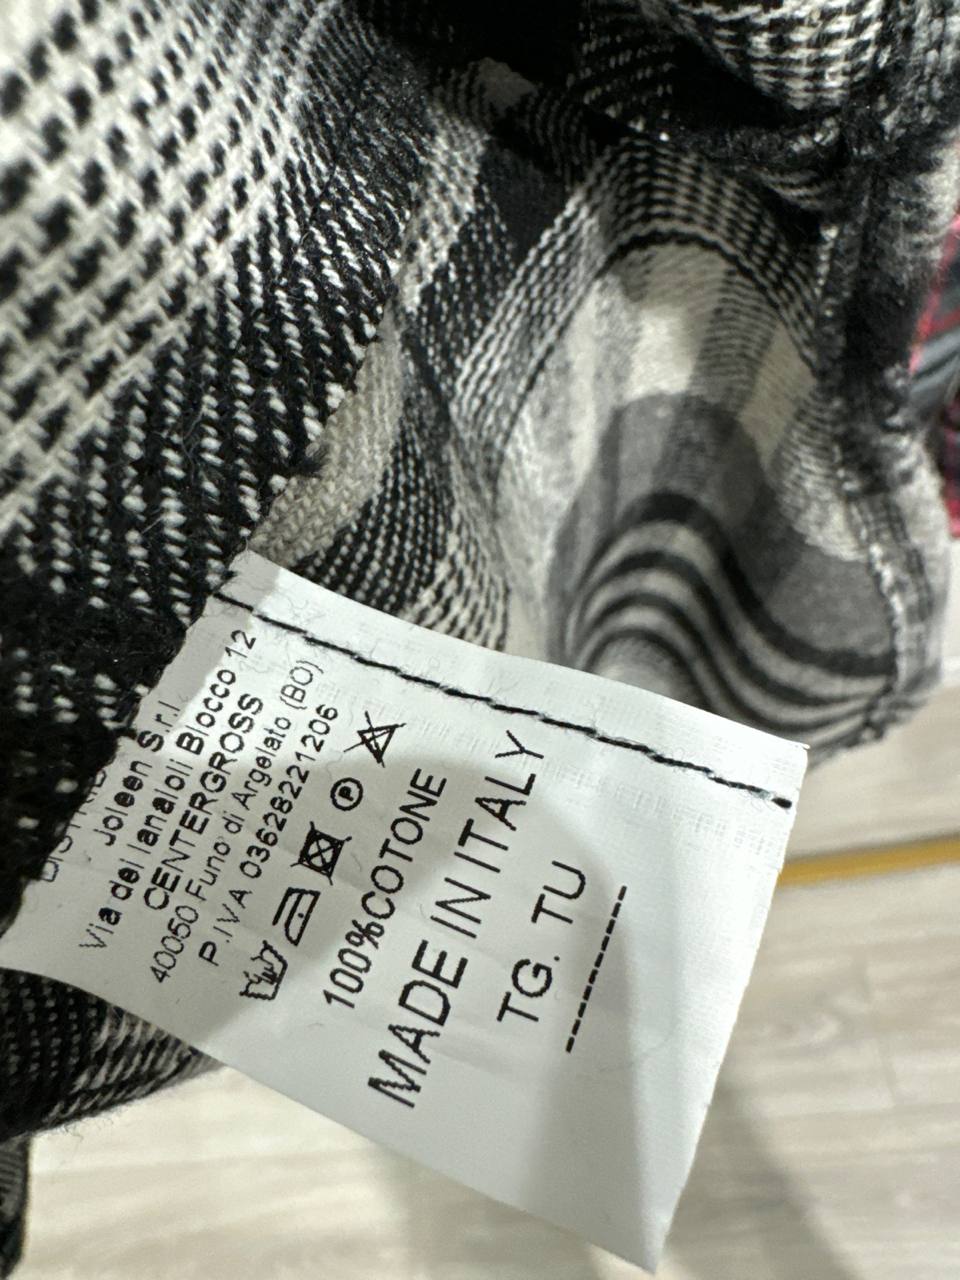 Joleen S.r.l.
Via dei lanaioli Blocco 12
CENTERGROSS
40050 Funo di Argelato (BO)
P.IVA 03628221206
100%COTONE
MADE IN ITALY
TG. TU